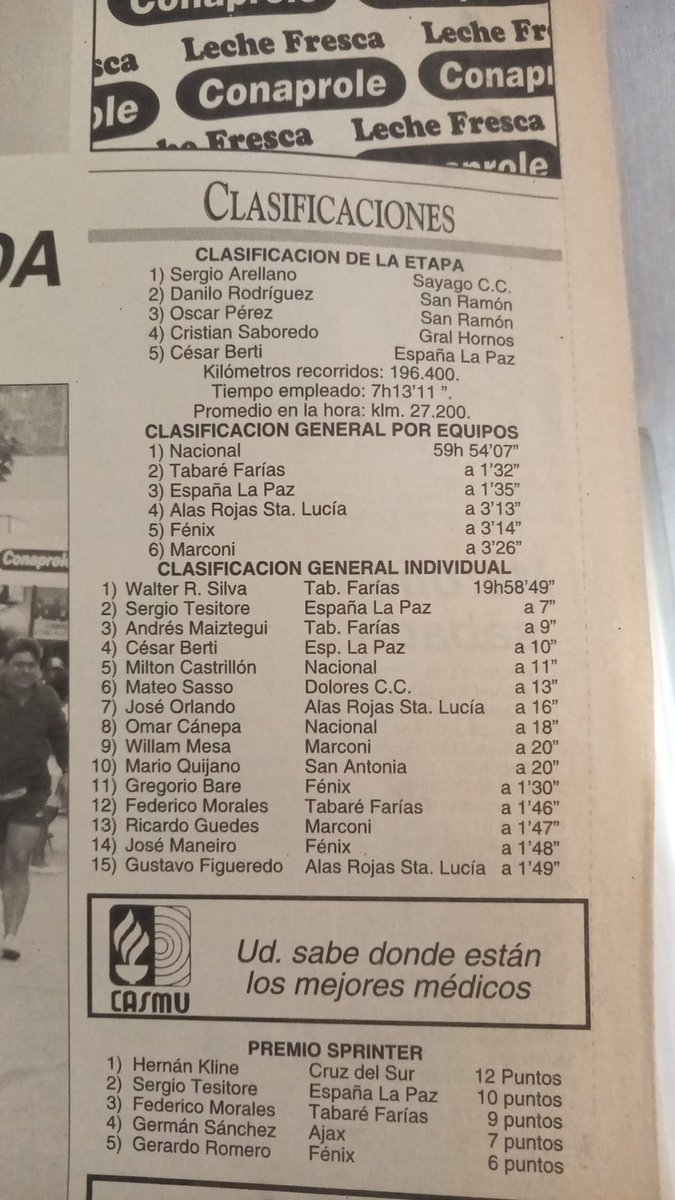 Conaprole Conapro
sca Leche Fresca Leche Fr
ple Conaprole Conapr
he Fresca Leche Fresca
nprole
CLASIFICACIONES
DA
CLASIFICACION DE LA ETAPA
1) Sergio Arellano Sayago C.C.
2) Danilo Rodríguez San Ramón
3) Oscar Pérez San Ramón
4) Cristian Saboredo Gral Hornos
5) César Berti España La Paz
Kilómetros recorridos: 196.400.
Tiempo empleado: 7h13'11 ”.
Promedio en la hora: klm. 27.200.
CLASIFICACION GENERAL POR EQUIPOS
1) Nacional 59h 54’07”
2) Tabaré Farías a 1’32”
3) España La Paz a 1’35”
4) Alas Rojas Sta. Lucía a 3’13”
5) Fénix a 3’14”
6) Marconi a 3’26”
CLASIFICACION GENERAL INDIVIDUAL
1) Walter R. Silva Tab. Farías 19h58’49”
2) Sergio Tesitore España La Paz a 7”
3) Andrés Maiztegui Tab. Farías a 9”
4) César Berti Esp. La Paz a 10”
5) Milton Castrillón Nacional a 11”
6) Mateo Sasso Dolores C.C. a 13”
7) José Orlando Alas Rojas Sta. Lucía a 16”
8) Omar Cánepa Nacional a 18”
9) Willam Mesa Marconi a 20”
10) Mario Quijano San Antonia a 20”
11) Gregorio Bare Fénix a 1’30”
12) Federico Morales Tabaré Farías a 1’46”
13) Ricardo Guedes Marconi a 1’47”
14) José Maneiro Fénix a 1’48”
15) Gustavo Figueredo Alas Rojas Sta. Lucía a 1’49”
Conaprole
CASMU
Ud. sabe donde están
los mejores médicos
PREMIO SPRINTER
1) Hernán Kline Cruz del Sur 12 Puntos
2) Sergio Tesitore España La Paz 10 puntos
3) Federico Morales Tabaré Farías 9 puntos
4) Germán Sánchez Ajax 7 puntos
5) Gerardo Romero Fénix 6 puntos